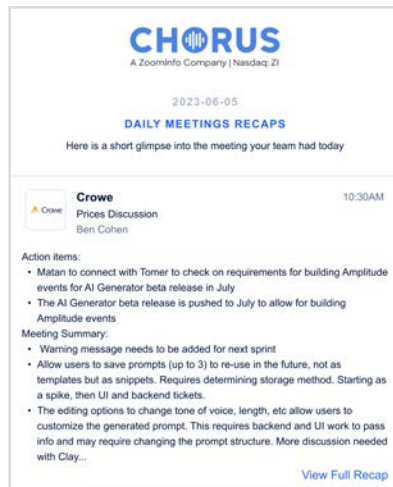 CHORUS
A ZoomInfo Company | Nasdaq: ZI
2023-06-05
DAILY MEETINGS RECAPS
Here is a short glimpse into the meeting your team had today
Crowe
Crowe
10:30AM
Prices Discussion
Ben Cohen
Action items:
• Matan to connect with Tomer to check on requirements for building Amplitude
events for AI Generator beta release in July
• The AI Generator beta release is pushed to July to allow for building
Amplitude events
Meeting Summary:
• Warning message needs to be added for next sprint
• Allow users to save prompts (up to 3) to re-use in the future, not as
templates but as snippets. Requires determining storage method. Starting as
a spike, then UI and backend tickets.
• The editing options to change tone of voice, length, etc allow users to
customize the generated prompt. This requires backend and UI work to pass
info and may require changing the prompt structure. More discussion needed
with Clay...
View Full Recap